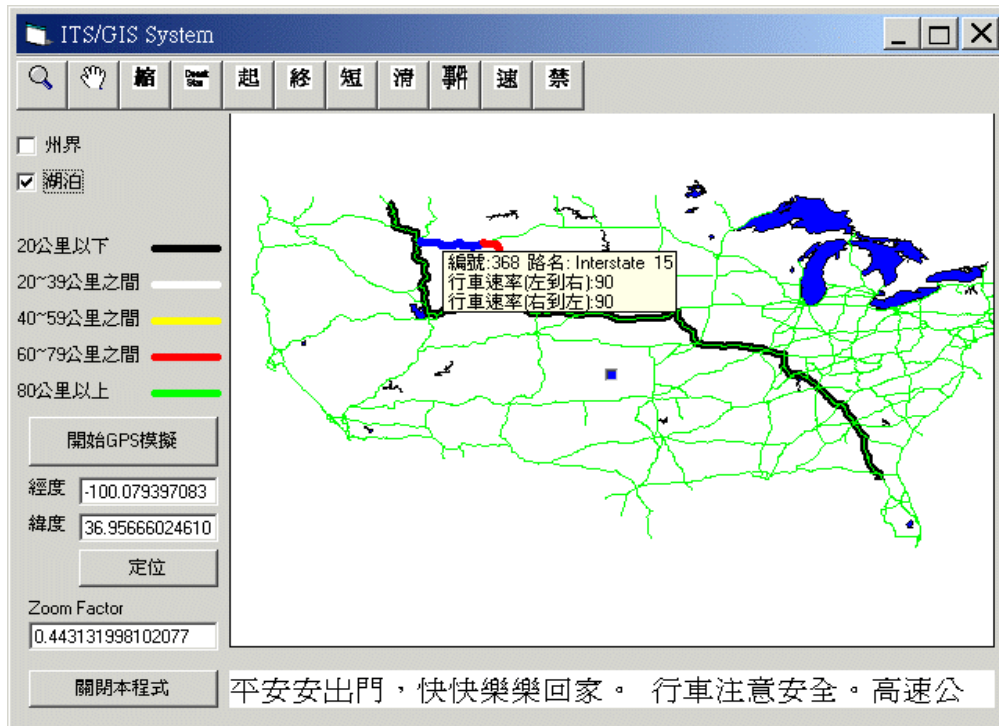 ITS/GIS System
縮
起
終
短
清
事件
速
禁
州界
湖泊
20公里以下
20~39公里之間
40~59公里之間
60~79公里之間
80公里以上
編號:368 路名: Interstate 15
行車速率(左到右):90
行車速率(右到左):90
開始GPS模擬
經度 -100.079397083
緯度 36.95666024610
定位
Zoom Factor
0.443131998102077
關閉本程式
平安安出門，快快樂樂回家。 行車注意安全。高速公